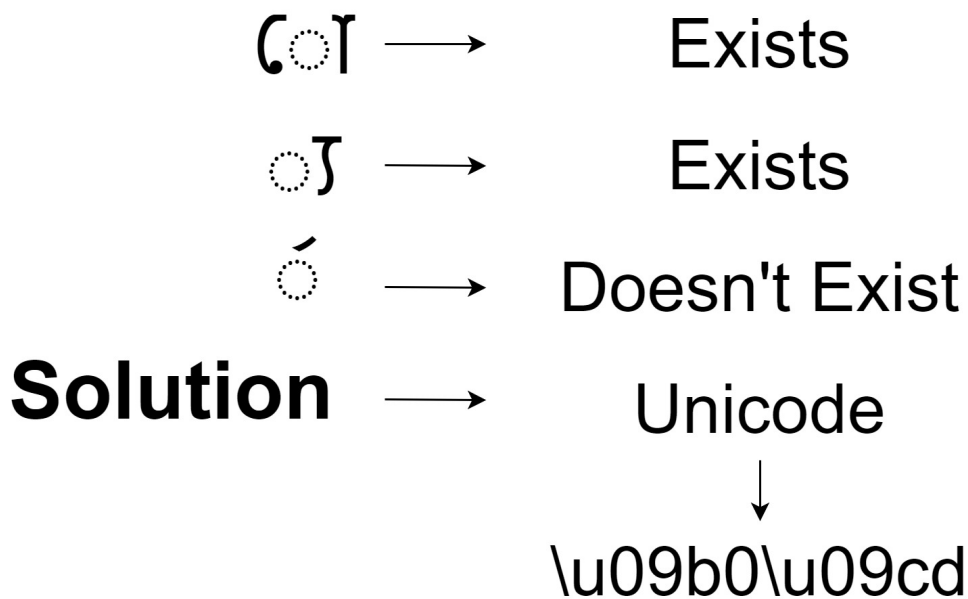 ো Exists
্য Exists
র্ Doesn't Exist
Solution Unicode
\u09b0\u09cd